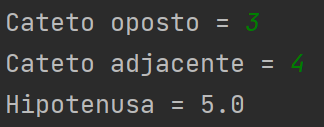 Cateto oposto = 3
Cateto adjacente = 4
Hipotenusa = 5.0